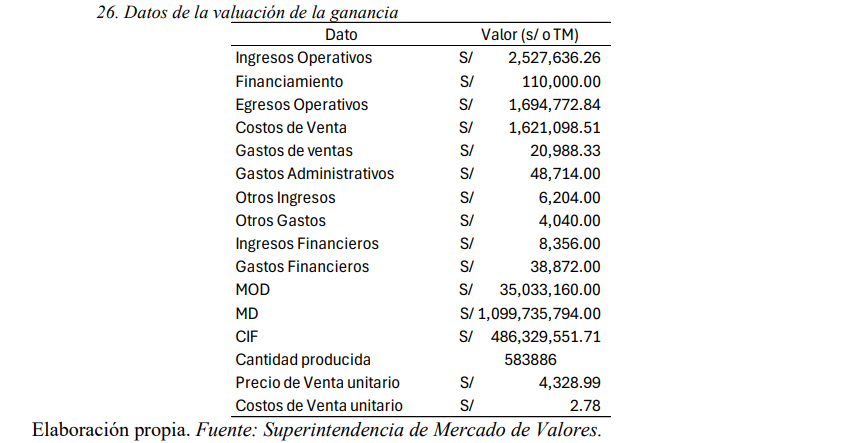 26. Datos de la valuación de la ganancia
Dato Valor (s/ o TM)
Ingresos Operativos S/ 2,527,636.26
Financiamiento S/ 110,000.00
Egresos Operativos S/ 1,694,772.84
Costos de Venta S/ 1,621,098.51
Gastos de ventas S/ 20,988.33
Gastos Administrativos S/ 48,714.00
Otros Ingresos S/ 6,204.00
Otros Gastos S/ 4,040.00
Ingresos Financieros S/ 8,356.00
Gastos Financieros S/ 38,872.00
MOD S/ 35,033,160.00
MD S/ 1,099,735,794.00
CIF S/ 486,329,551.71
Cantidad producida 583886
Precio de Venta unitario S/ 4,328.99
Costos de Venta unitario S/ 2.78
Elaboración propia. Fuente: Superintendencia de Mercado de Valores.